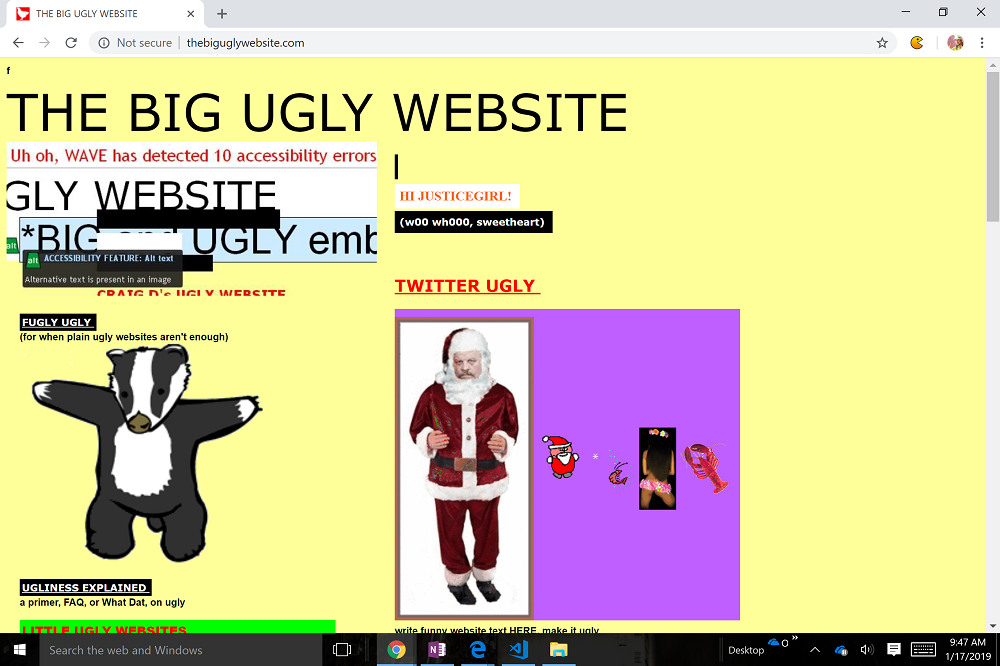 THE BIG UGLY WEBSITE
Not secure | thebiguglywebsite.com
f
THE BIG UGLY WEBSITE
Uh oh, WAVE has detected 10 accessibility errors
GLY WEBSITE
alt
*BIG and UGLY emb
alt ACCESSIBILITY FEATURE: Alt text
Alternative text is present in an image
CRAIG D's UGLY WEBSITE
FUGLY UGLY
(for when plain ugly websites aren't enough)
UGLINESS EXPLAINED
a primer, FAQ, or What Dat, on ugly
LITTLE UGLY WEBSITES
HI JUSTICEGIRL!
(w00 wh000, sweetheart)
TWITTER UGLY
*
write funny website text HERE, make it ugly
Search the web and Windows
Desktop
9:47 AM
1/17/2019